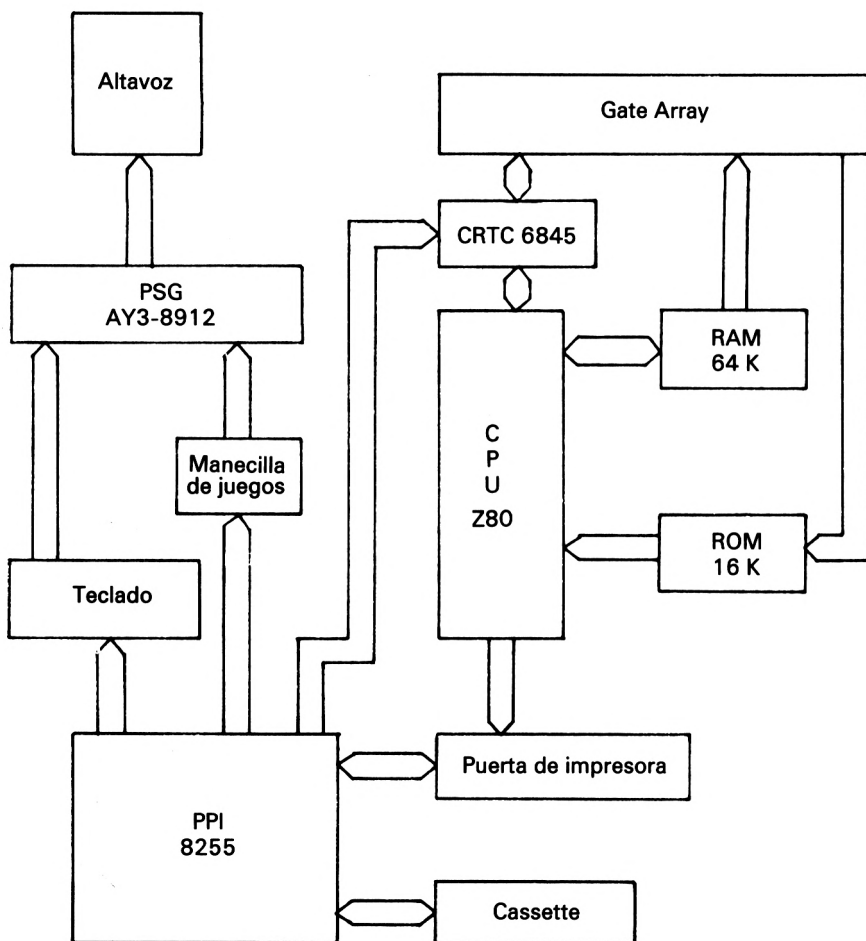 Altavoz
Gate Array
CRTC 6845
PSG
AY3-8912
RAM
64 K
C
P
U
Z80
Manecilla
de juegos
ROM
16 K
Teclado
Puerta de impresora
PPI
8255
Cassette